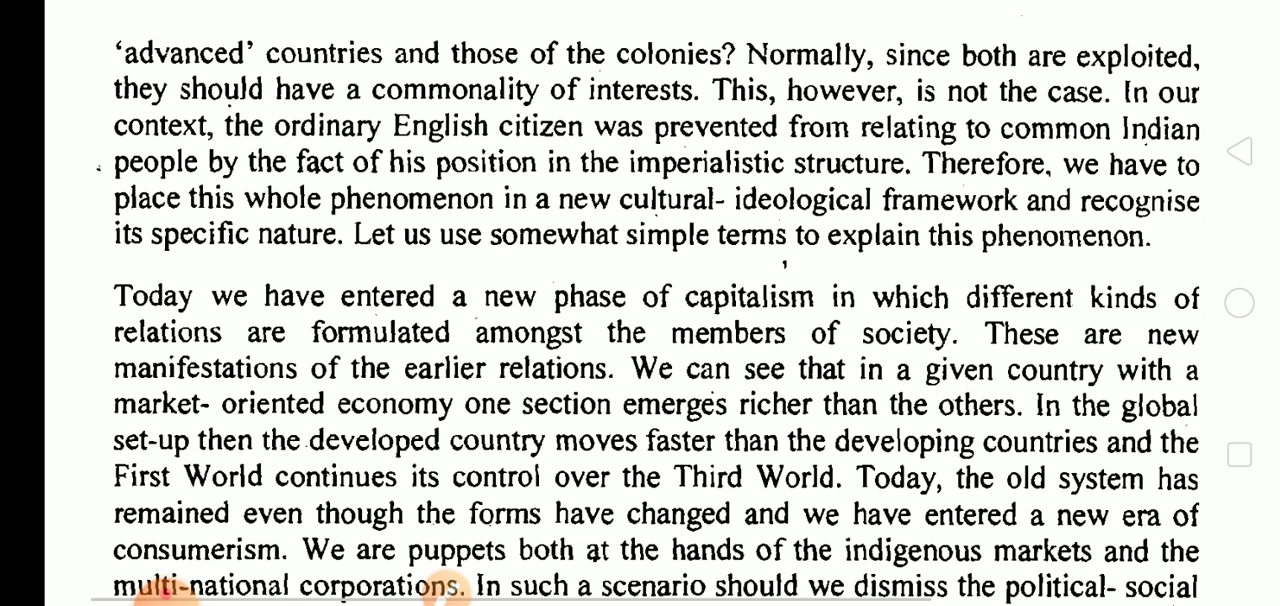 ‘advanced’ countries and those of the colonies? Normally, since both are exploited,
they should have a commonality of interests. This, however, is not the case. In our
context, the ordinary English citizen was prevented from relating to common Indian
people by the fact of his position in the imperialistic structure. Therefore, we have to
place this whole phenomenon in a new cultural- ideological framework and recognise
its specific nature. Let us use somewhat simple terms to explain this phenomenon.
Today we have entered a new phase of capitalism in which different kinds of
relations are formulated amongst the members of society. These are new
manifestations of the earlier relations. We can see that in a given country with a
market- oriented economy one section emerges richer than the others. In the global
set-up then the developed country moves faster than the developing countries and the
First World continues its control over the Third World. Today, the old system has
remained even though the forms have changed and we have entered a new era of
consumerism. We are puppets both at the hands of the indigenous markets and the
multi-national corporations. In such a scenario should we dismiss the political- social